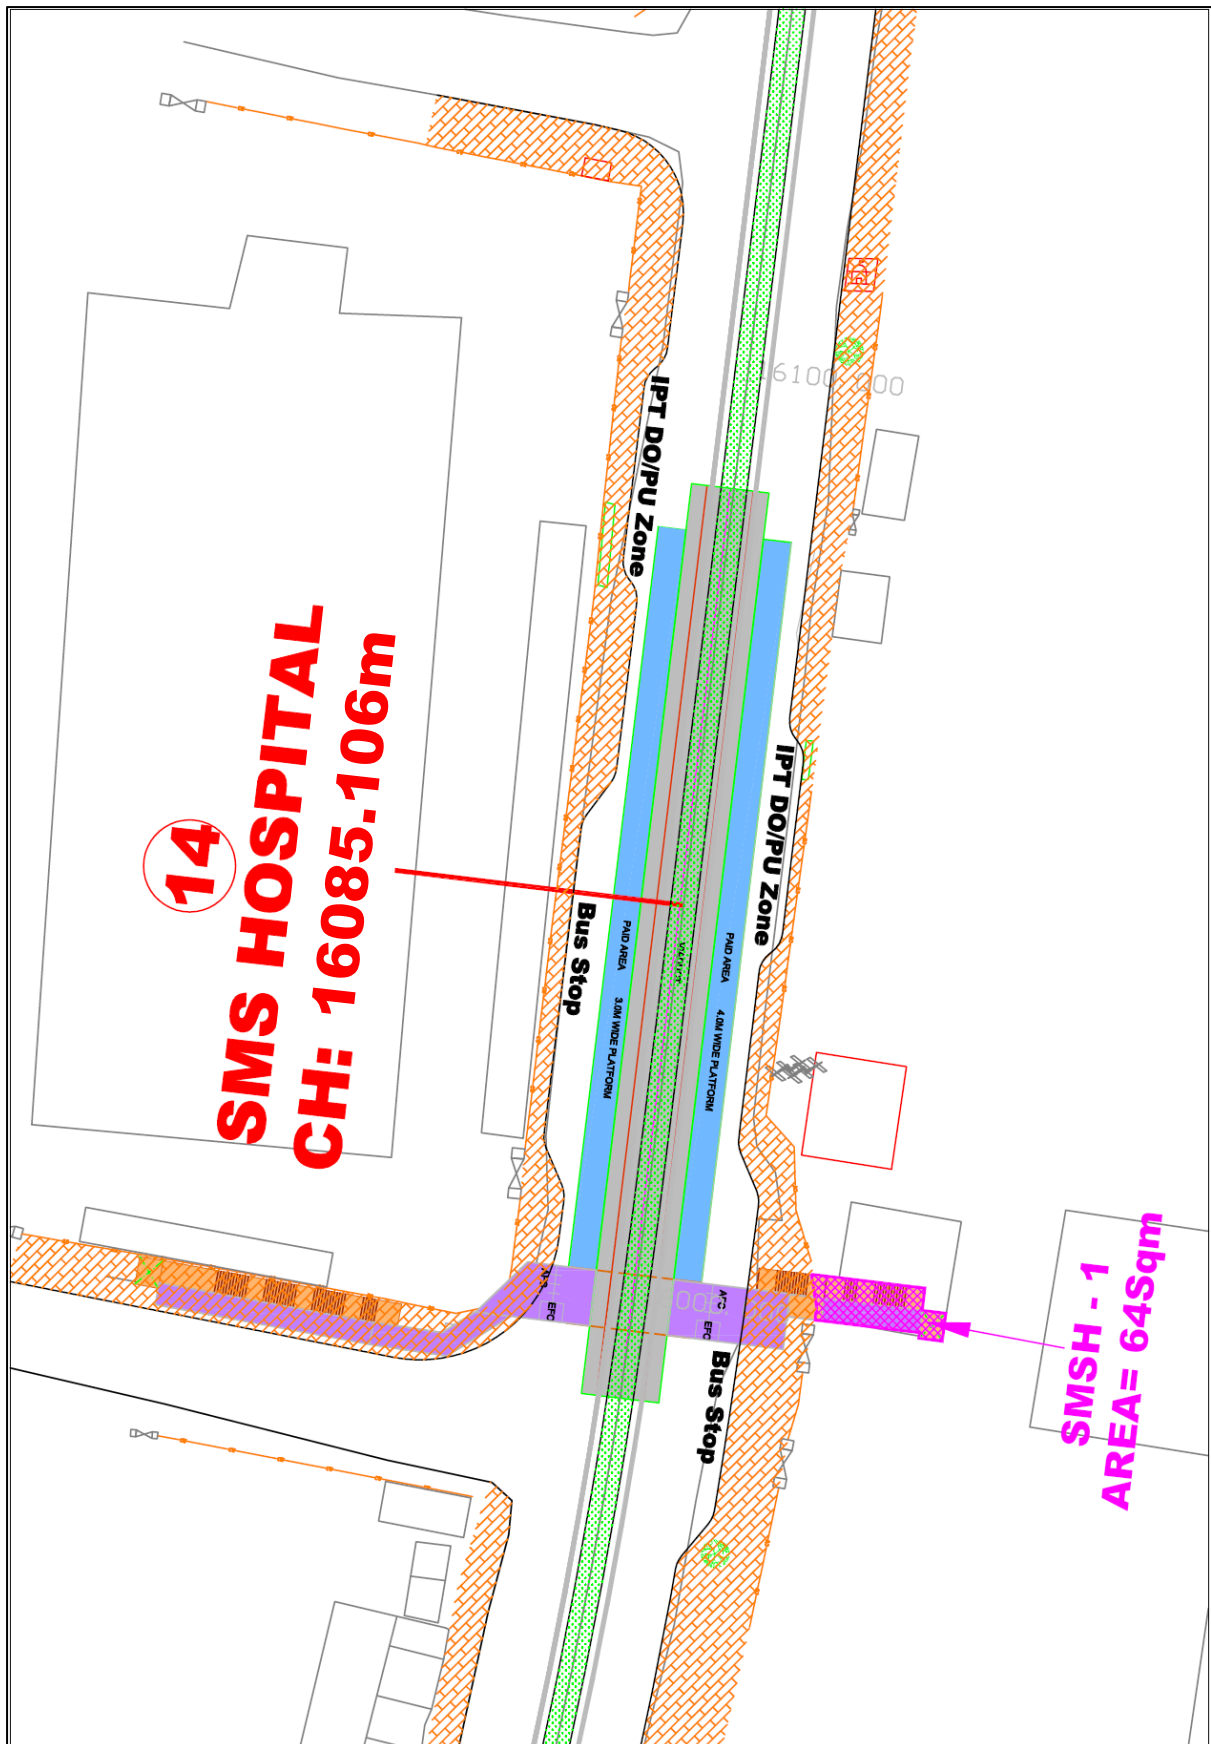 16100 000
IPT DO/PU Zone
14
SMS HOSPITAL
CH: 16085.106m
IPT DO/PU Zone
Bus Stop
PAID AREA
3.0M WIDE PLATFORM
PAID AREA
4.0M WIDE PLATFORM
EFC
AFC
EFC
Bus Stop
SMSH - 1
AREA= 64Sqm